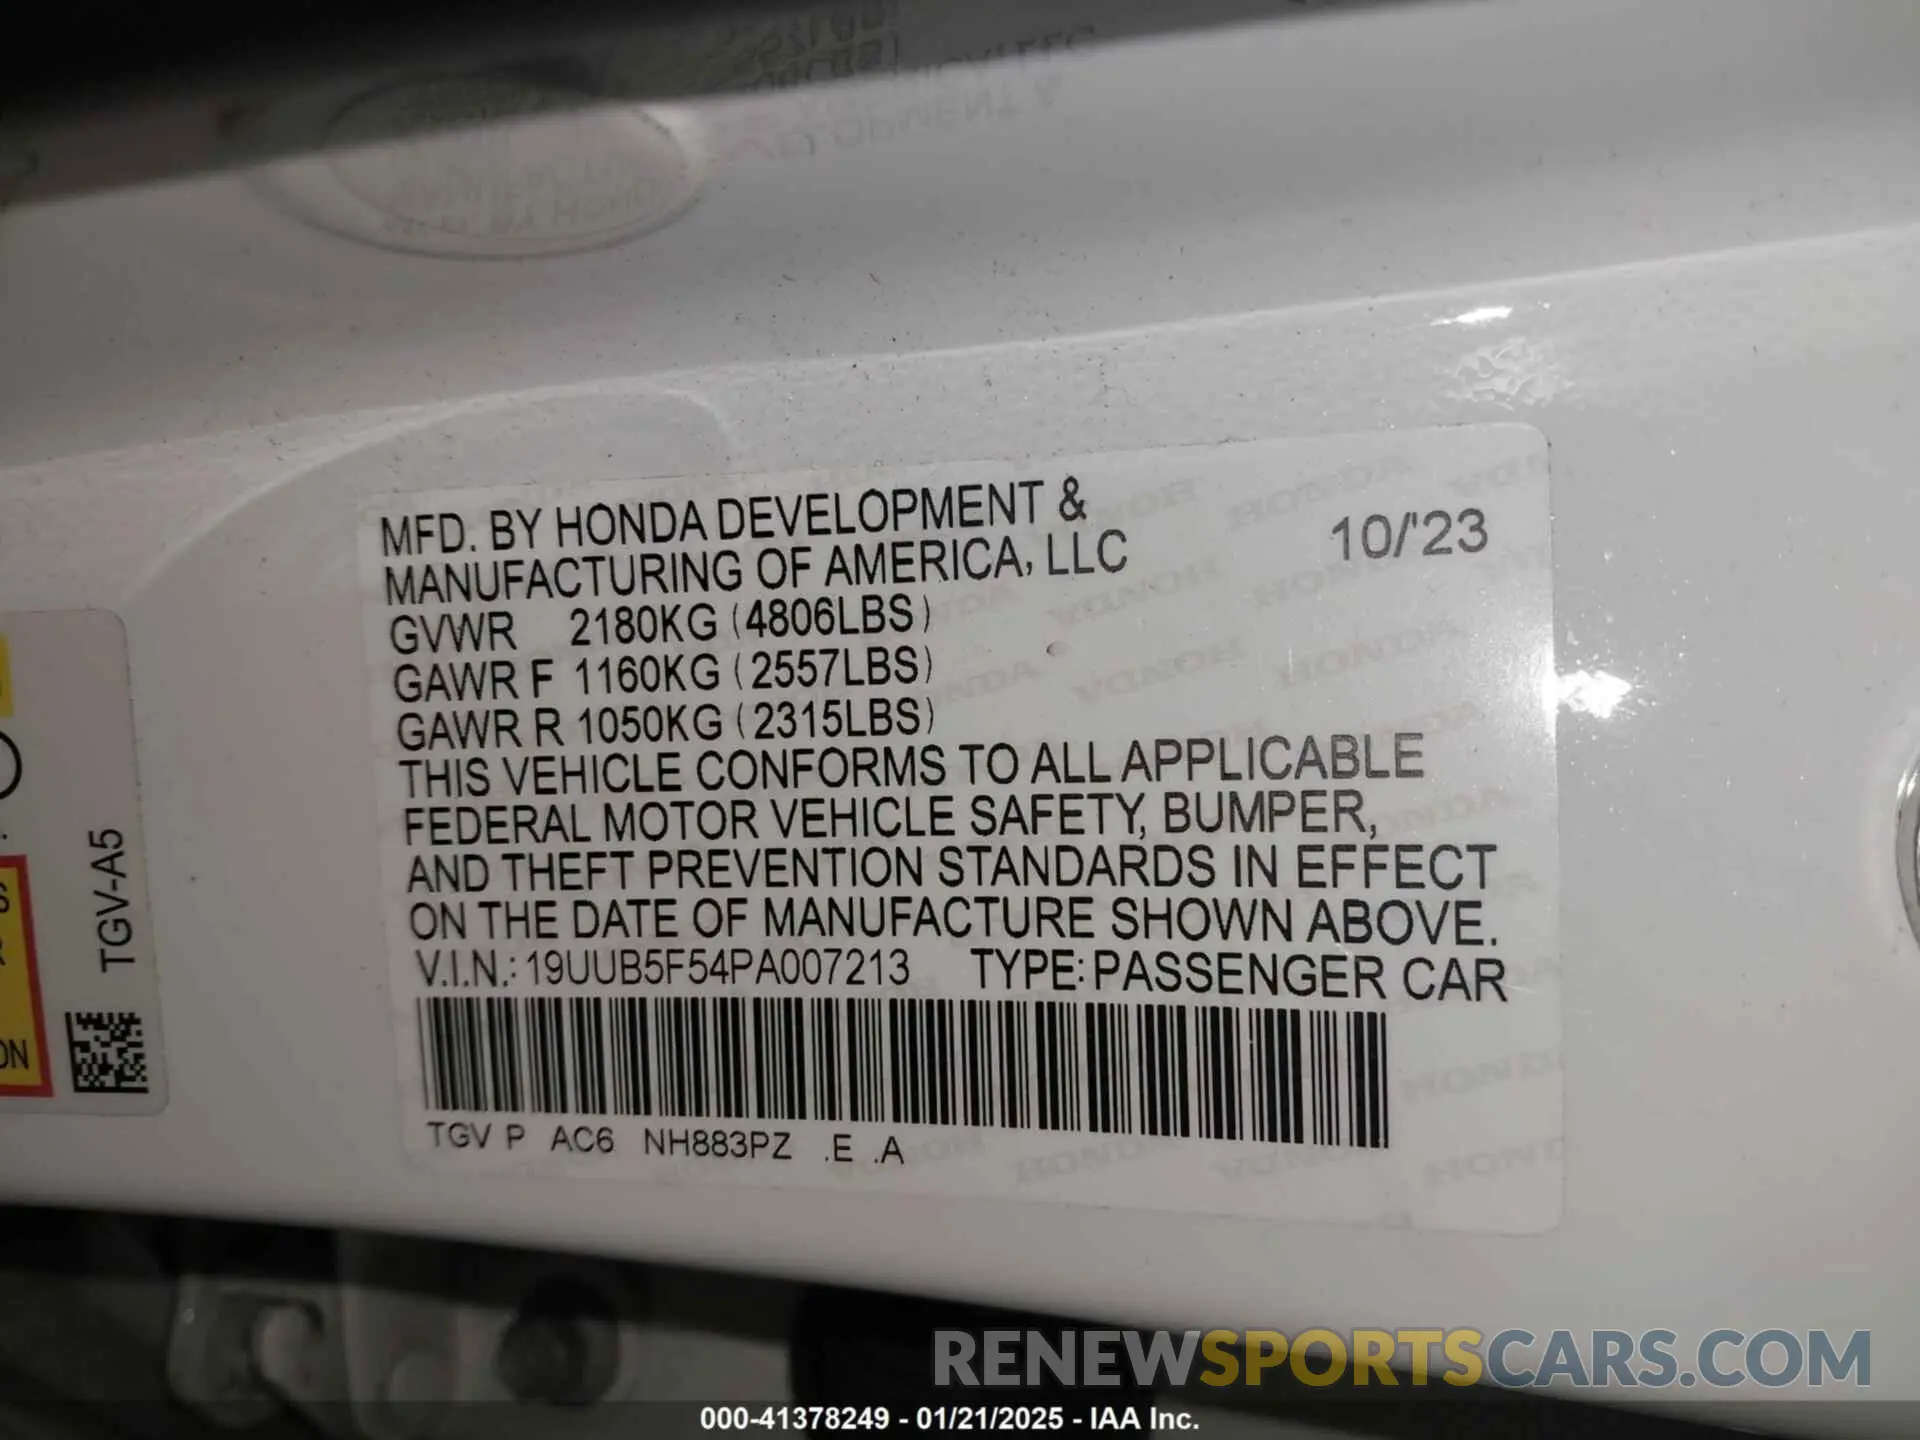 MFD. BY HONDA DEVELOPMENT &
MANUFACTURING OF AMERICA, LLC 10/'23
GVWR 2180KG (4806LBS)
GAWR F 1160KG (2557LBS)
GAWR R 1050KG (2315LBS)
THIS VEHICLE CONFORMS TO ALL APPLICABLE
FEDERAL MOTOR VEHICLE SAFETY, BUMPER,
AND THEFT PREVENTION STANDARDS IN EFFECT
ON THE DATE OF MANUFACTURE SHOWN ABOVE.
V.I.N.: 19UUB5F54PA007213 TYPE: PASSENGER CAR
TGV P AC6 NH883PZ .E .A
TGV-A5
RENEWSPORTSCARS.COM
000-41378249 - 01/21/2025 - IAA Inc.